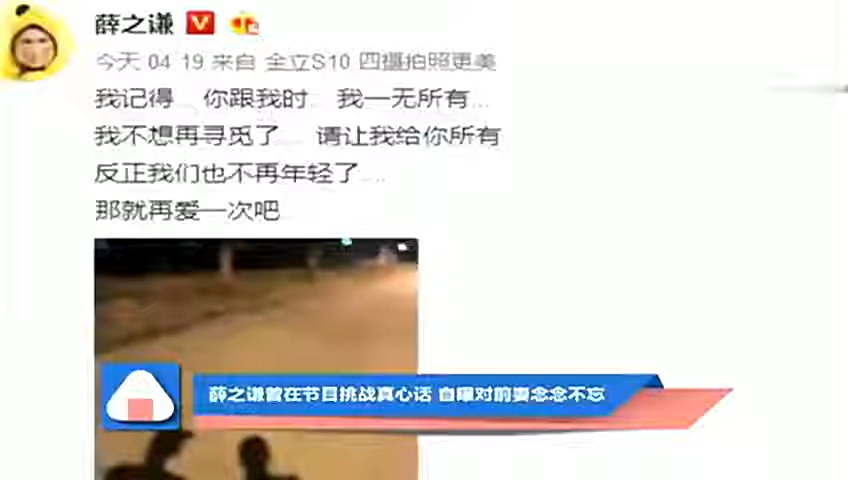 薛之谦
今天 04 19 来自 全立S10 四摄拍照更美
我记得 你跟我时 我一无所有...
我不想再寻觅了 请让我给你所有
反正我们也不再年轻了....
那就再爱一次吧
薛之谦曾在节目挑战真心话 自曝对前妻念念不忘